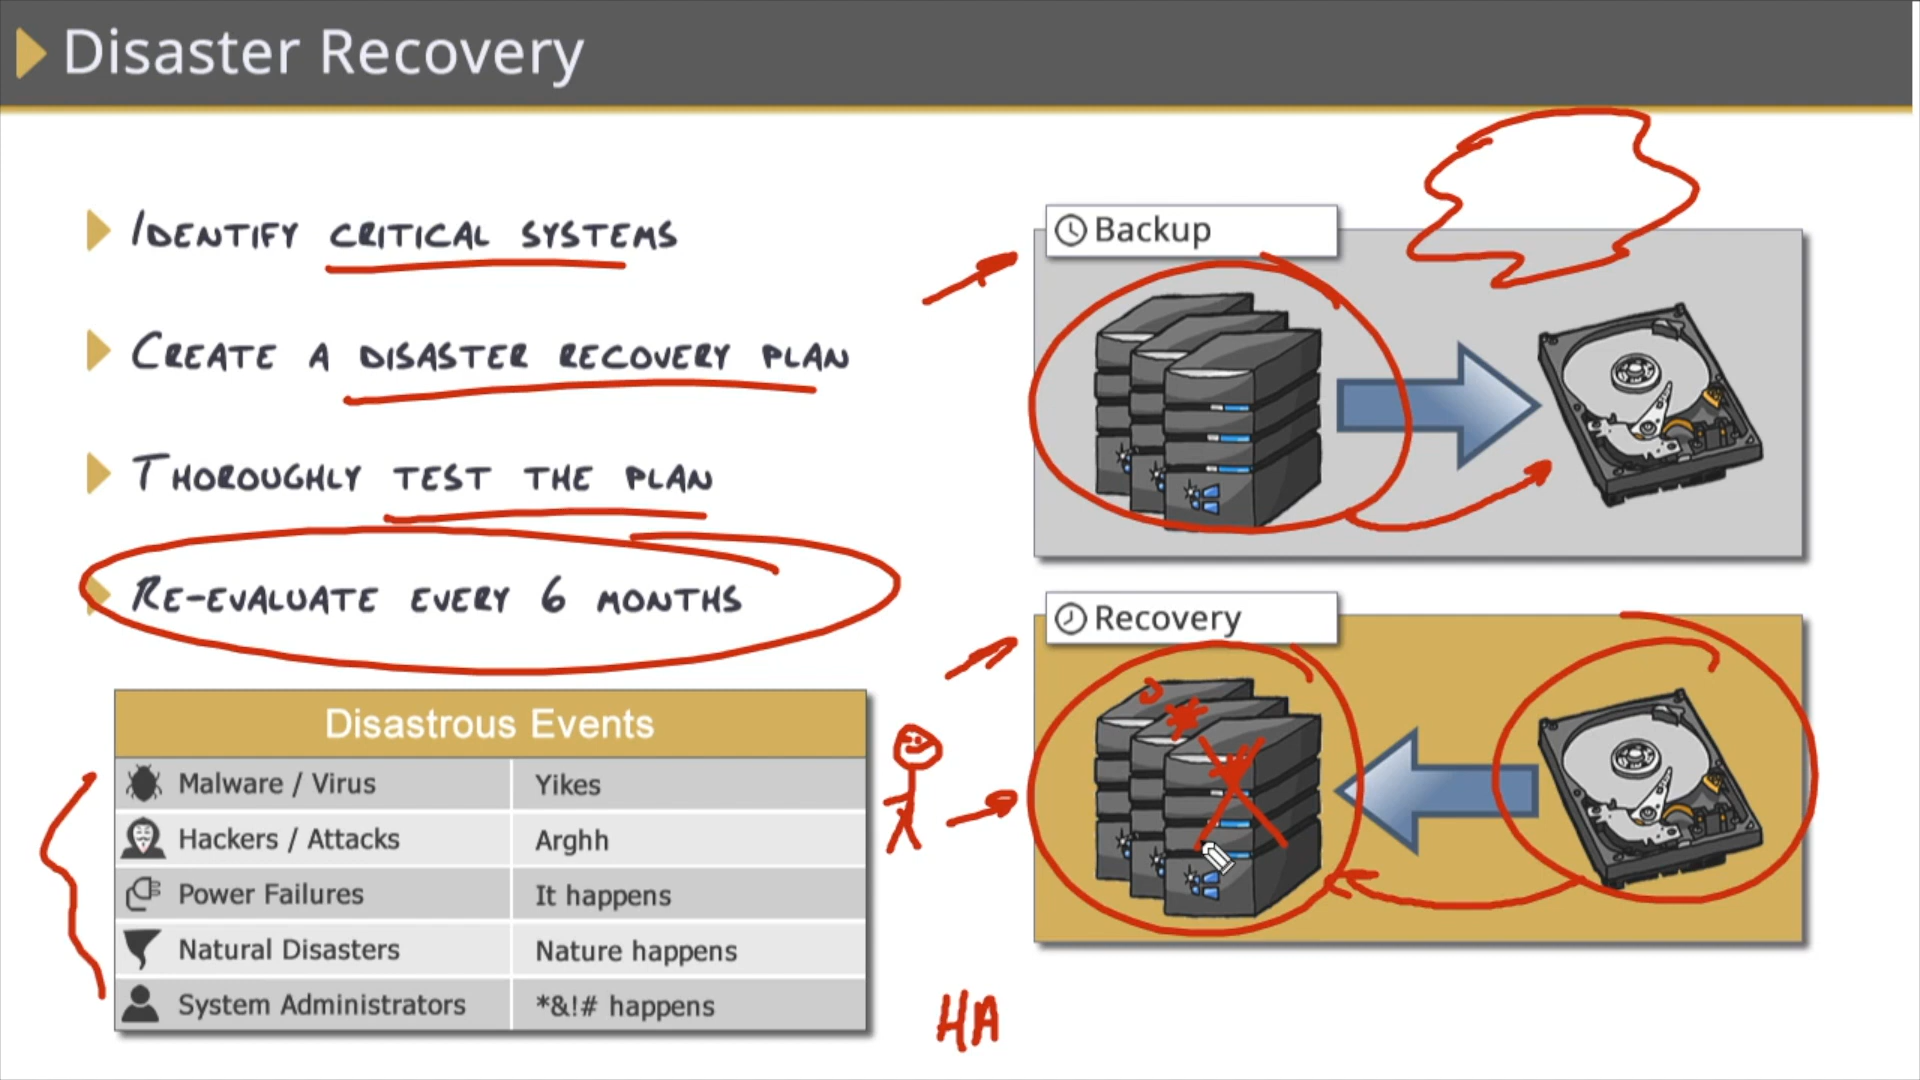 Disaster Recovery
IDENTIFY CRITICAL SYSTEMS
CREATE A DISASTER RECOVERY PLAN
THOROUGHLY TEST THE PLAN
RE-EVALUATE EVERY 6 MONTHS
Disastrous Events
Malware / Virus Yikes
Hackers / Attacks Arghh
Power Failures It happens
Natural Disasters Nature happens
System Administrators *&!# happens
Backup
Recovery
HA